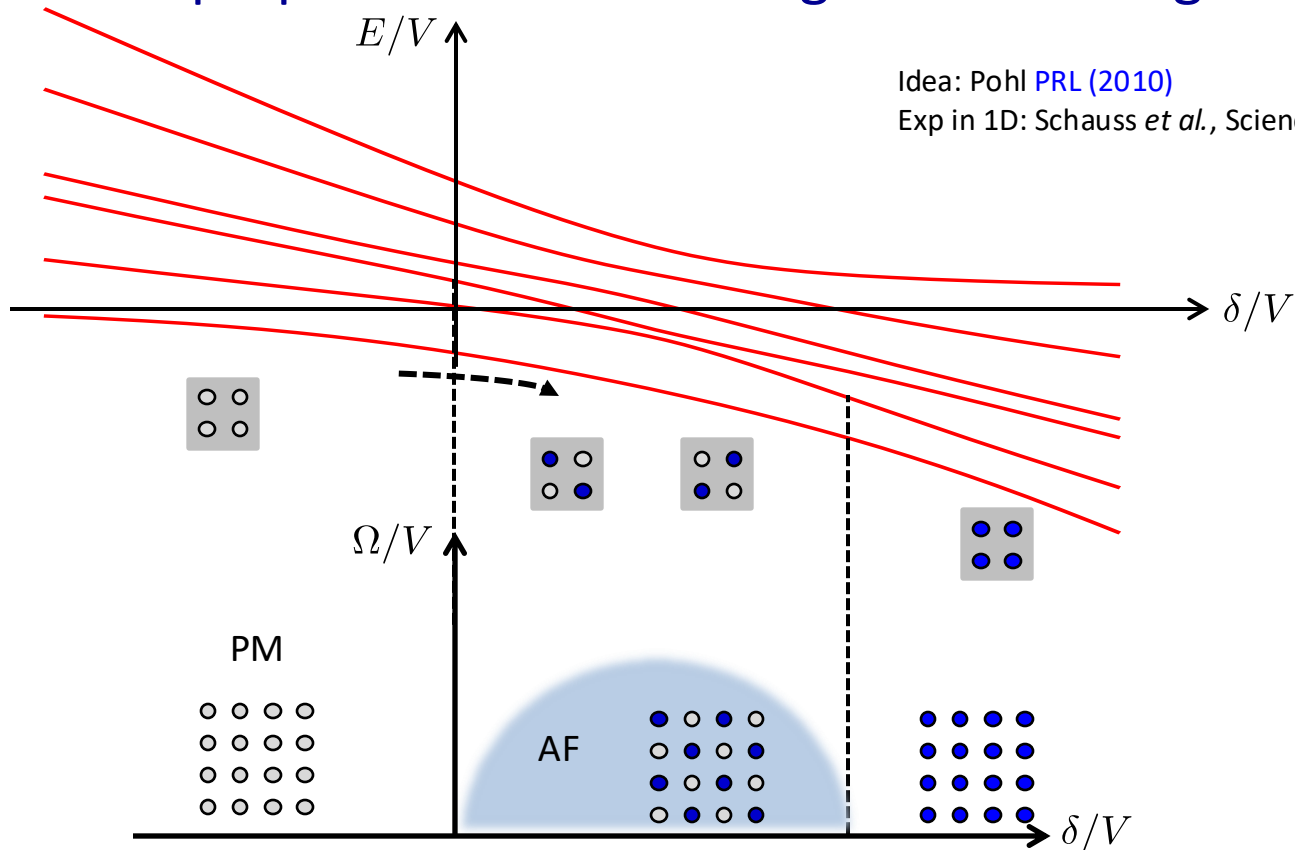 E/V
Idea: Pohl PRL (2010)
Exp in 1D: Schauss et al.,
δ/V
Ω/V
PM
AF
δ/V